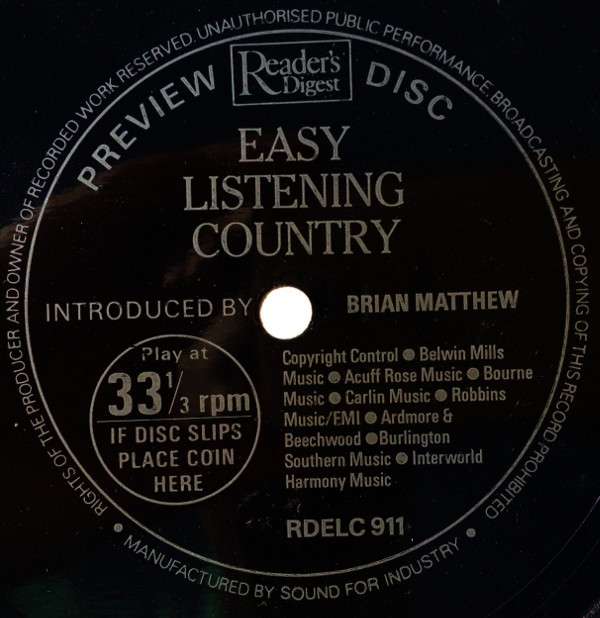 RIGHTS OF THE PRODUCER AND OWNER OF RECORDED WORK RESERVED. UNAUTHORISED PUBLIC PERFORMANCE, BROADCASTING AND COPYING OF THIS RECORD PROHIBITED
PREVIEW
Reader's
Digest
DISC
EASY
LISTENING
COUNTRY
INTRODUCED BY BRIAN MATTHEW
Play at
33 1/3 rpm
IF DISC SLIPS
PLACE COIN
HERE
Copyright Control ● Belwin Mills
Music ● Acuff Rose Music ● Bourne
Music ● Carlin Music ● Robbins
Music/EMI ● Ardmore &
Beechwood ● Burlington
Southern Music ● Interworld
Harmony Music
RDELC 911
• MANUFACTURED BY SOUND FOR INDUSTRY •